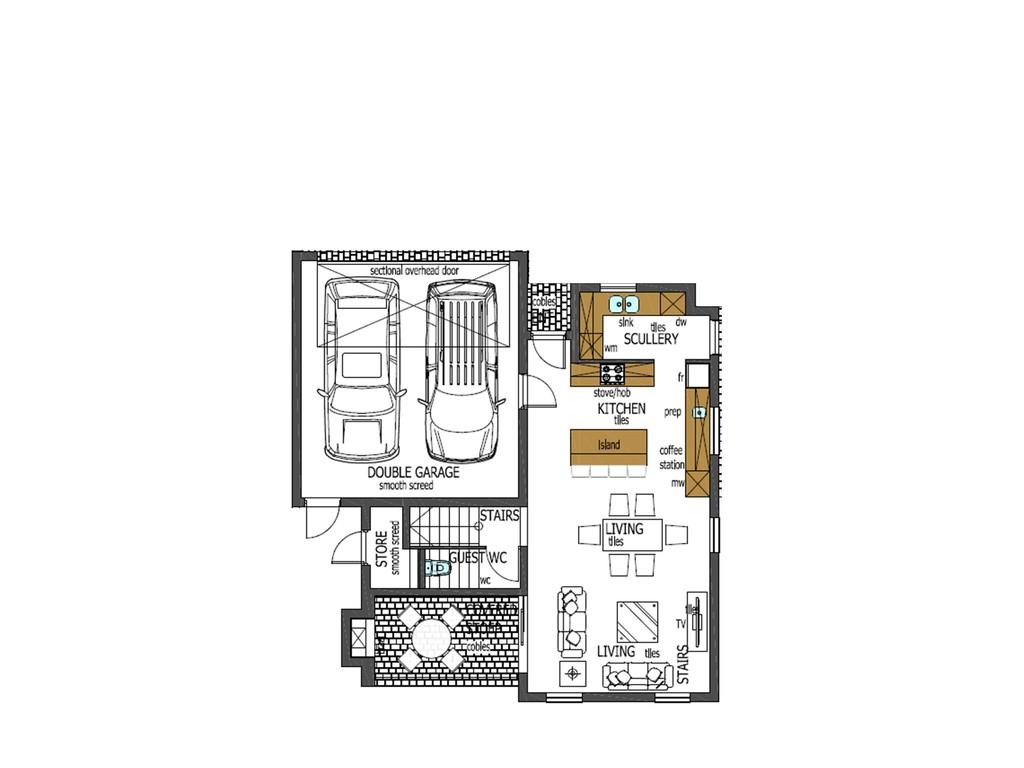 sectional overhead door
cobles
sink
dw
tiles
SCULLERY
wm
fr
stove/hob
KITCHEN
tiles
prep
Island
coffee
station
mw
DOUBLE GARAGE
smooth screed
STAIRS
STORE
smooth screed
LIVING
tiles
GUEST WC
wc
COVERED
STOEP
cobles
tiles
TV
LIVING
tiles
STAIRS